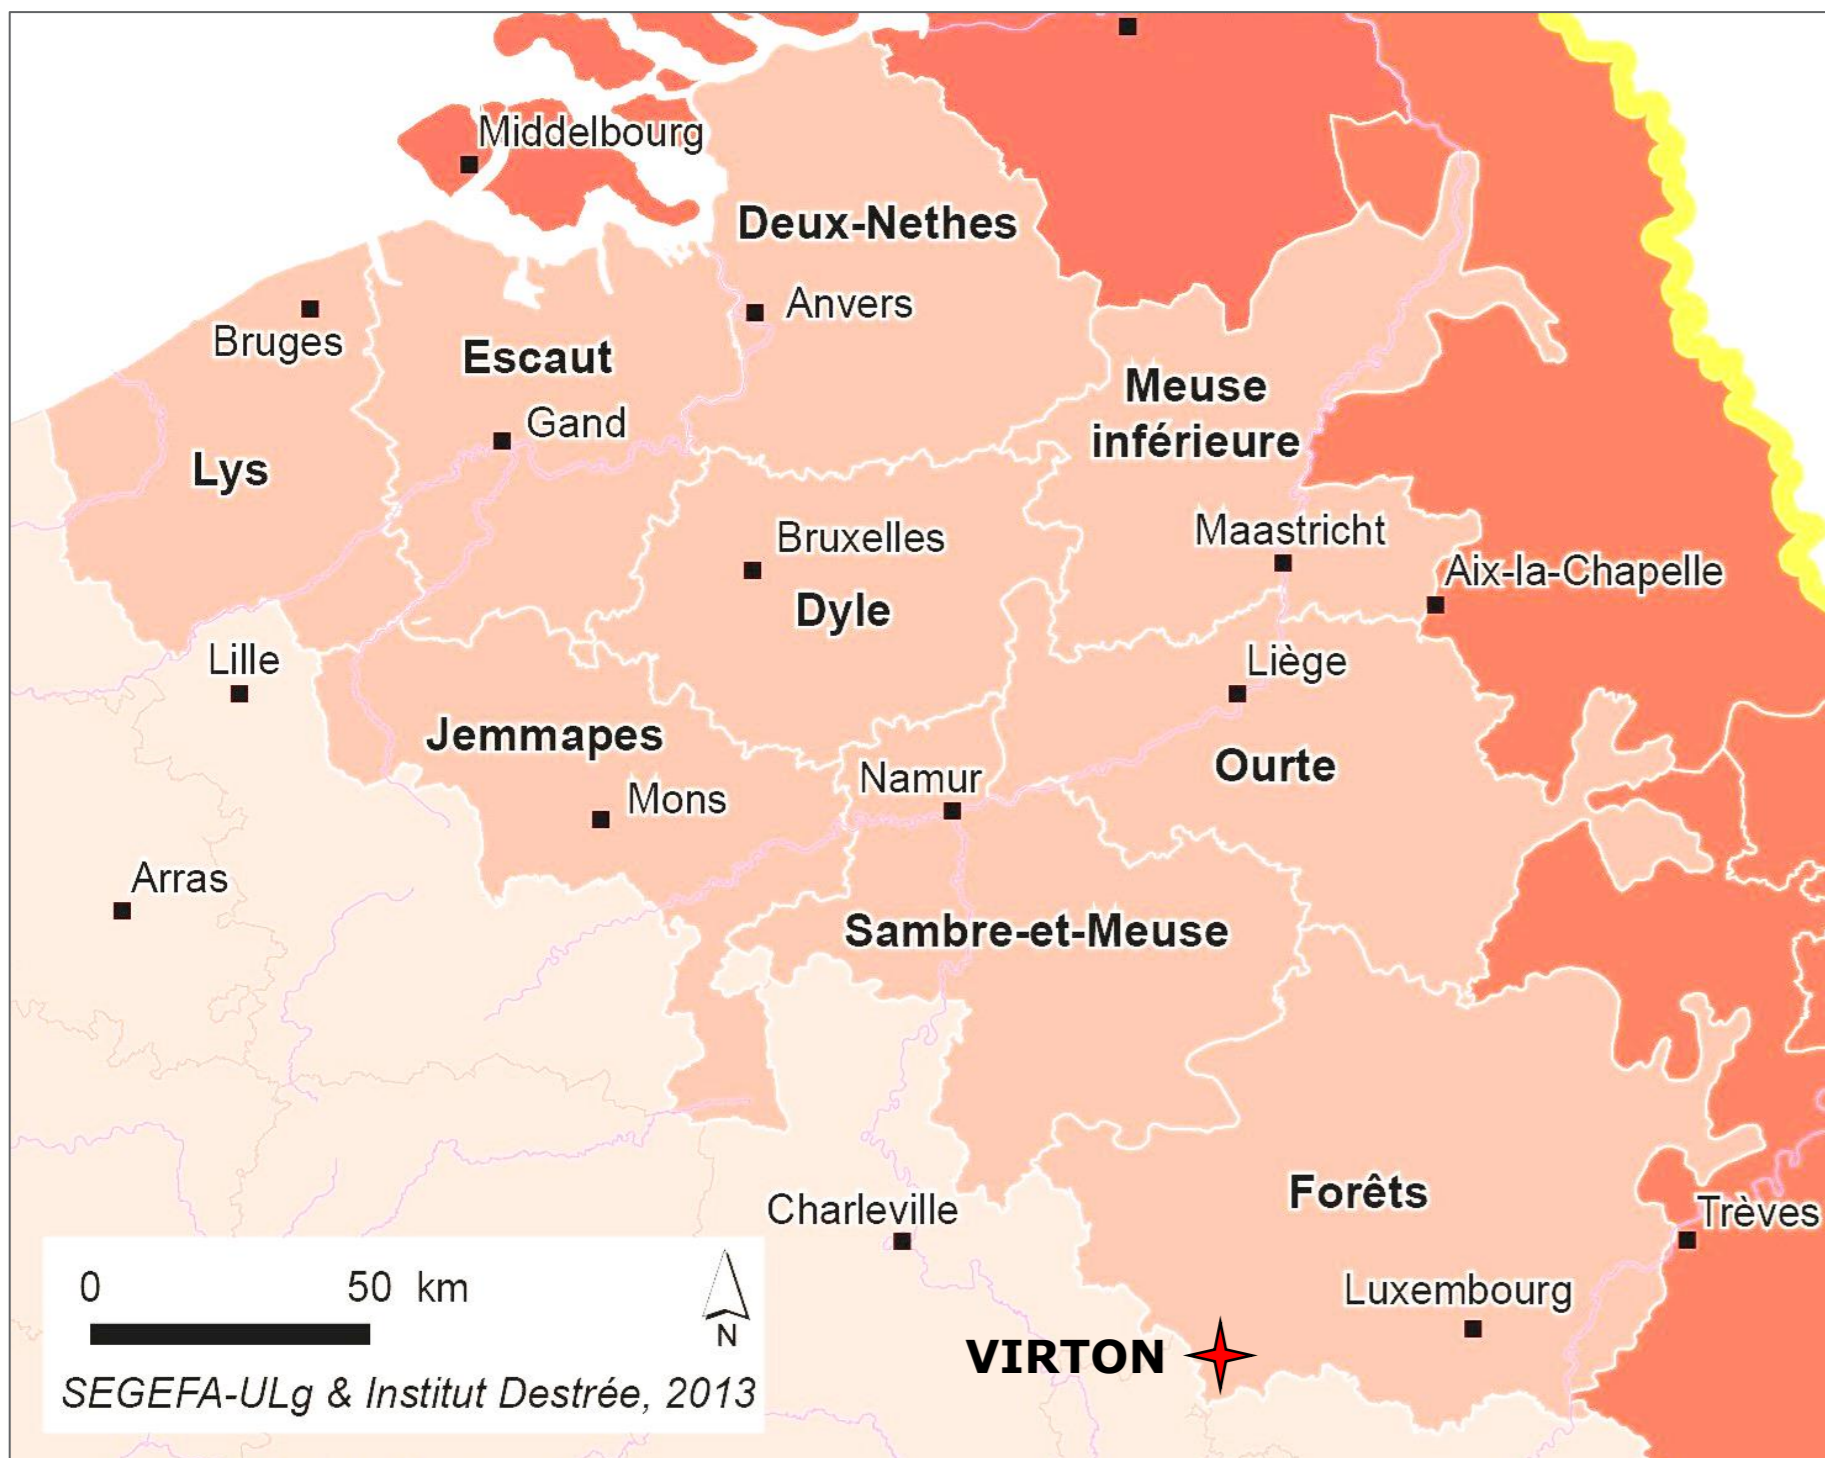 Middelbourg
Deux-Nethes
Anvers
Bruges
Escaut
Meuse
inférieure
Gand
Lys
Maastricht
Bruxelles
Aix-la-Chapelle
Dyle
Lille
Liège
Jemmapes
Ourte
Namur
Mons
Arras
Sambre-et-Meuse
Forêts
Charleville
Trèves
Luxembourg
VIRTON
0 50 km
N
SEGEFA-ULg & Institut Destrée, 2013